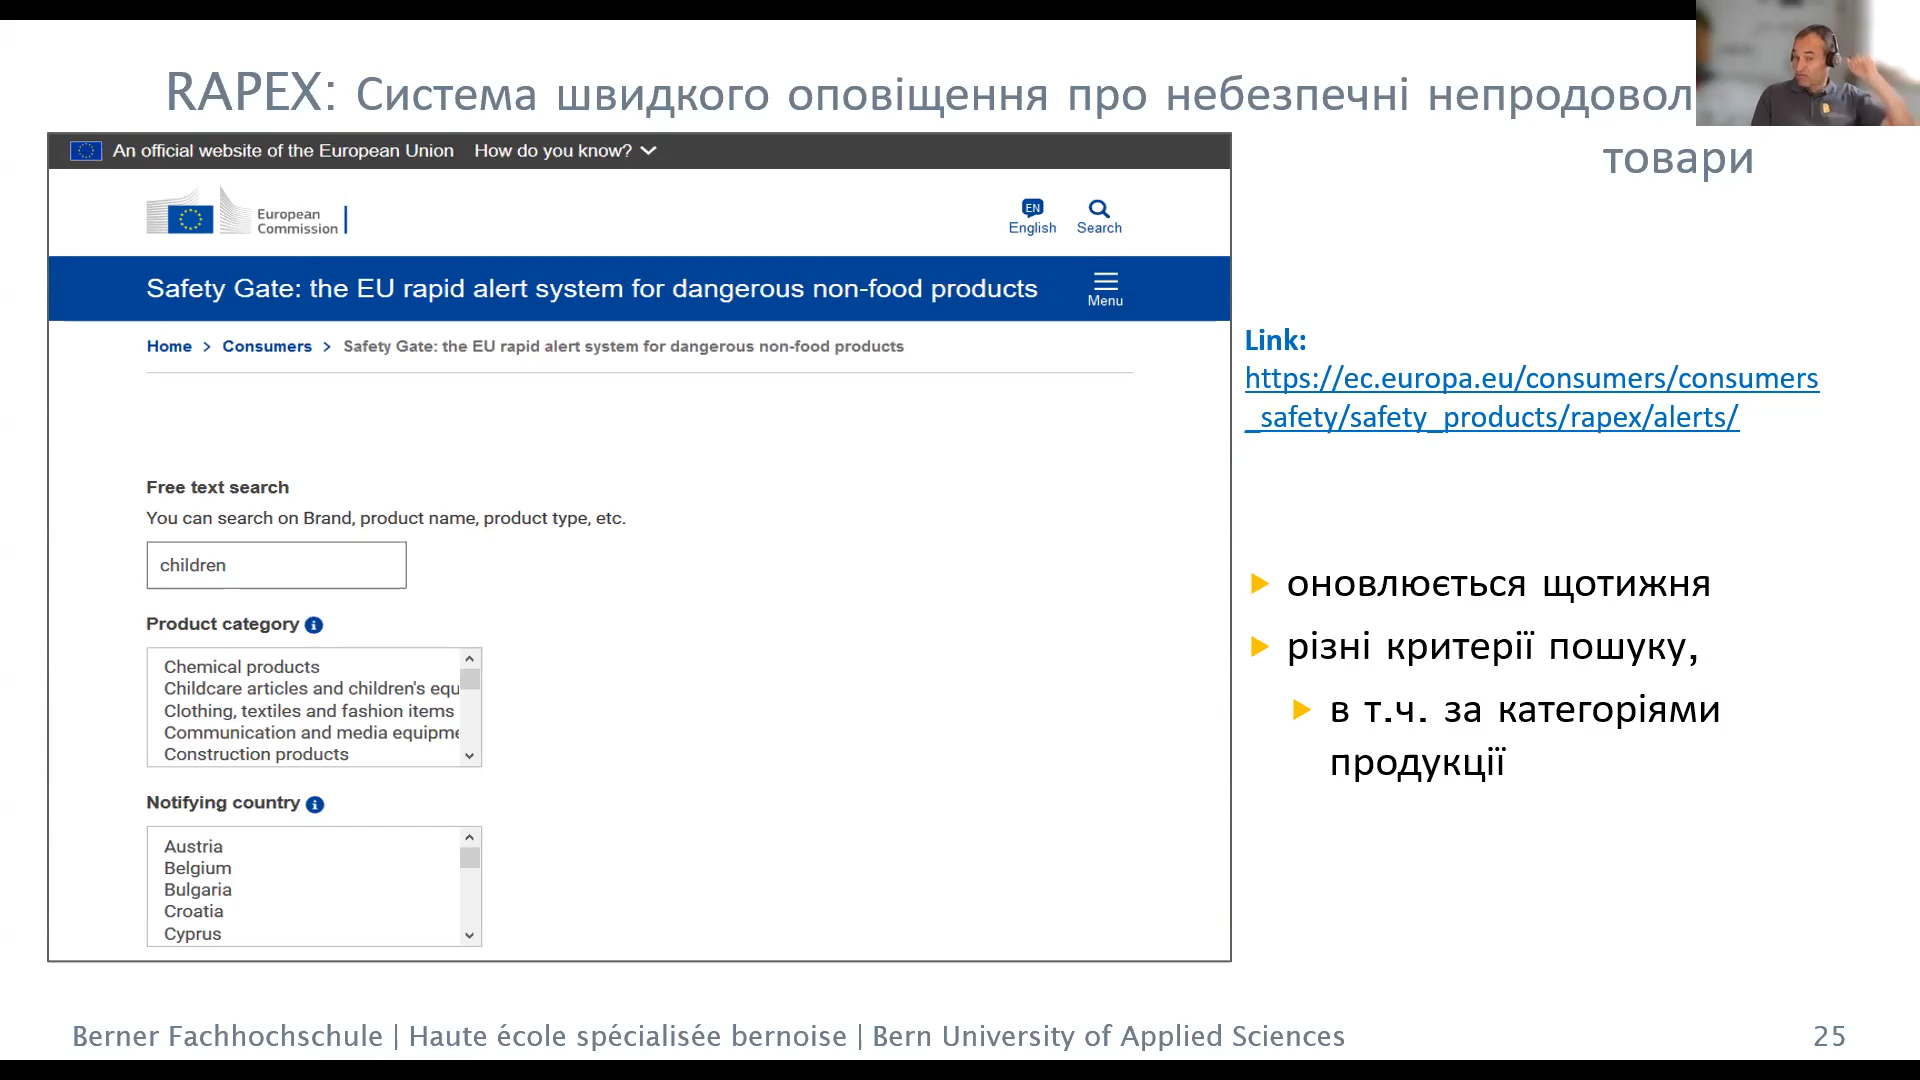 RAPEX: Система швидкого оповіщення про небезпечні непродовол
товари
An official website of the European Union How do you know?
European
Commission
EN
English Search
Safety Gate: the EU rapid alert system for dangerous non-food products
Menu
Home > Consumers > Safety Gate: the EU rapid alert system for dangerous non-food products
Free text search
You can search on Brand, product name, product type, etc.
children
Product category
Chemical products
Childcare articles and children's equ
Clothing, textiles and fashion items
Communication and media equipme
Construction products
Notifying country
Austria
Belgium
Bulgaria
Croatia
Cyprus
Link:
https://ec.europa.eu/consumers/consumers
_safety/safety_products/rapex/alerts/
оновлюється щотижня
різні критерії пошуку,
в т.ч. за категоріями
продукції
Berner Fachhochschule | Haute école spécialisée bernoise | Bern University of Applied Sciences
25